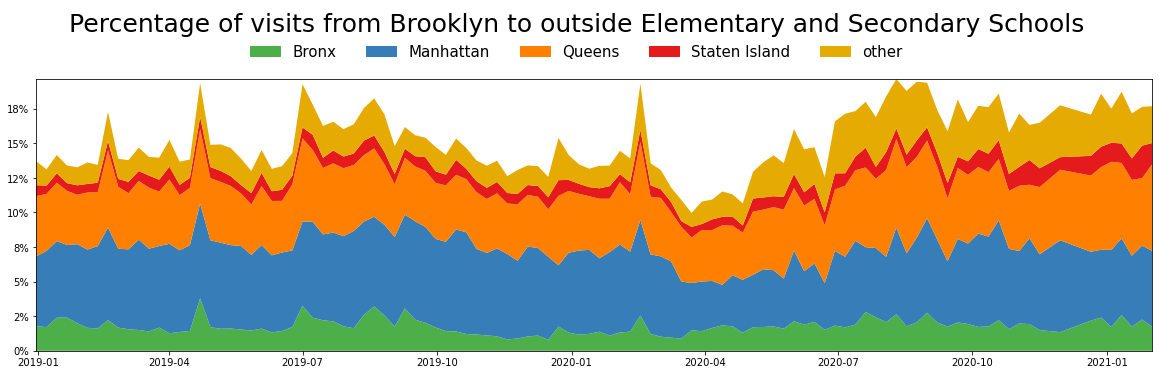 Percentage of visits from Brooklyn to outside Elementary and Secondary Schools
Bronx Manhattan Queens Staten Island other
18%
15%
12%
10%
8%
5%
2%
0%
2019-01 2019-04 2019-07 2019-10 2020-01 2020-04 2020-07 2020-10 2021-01